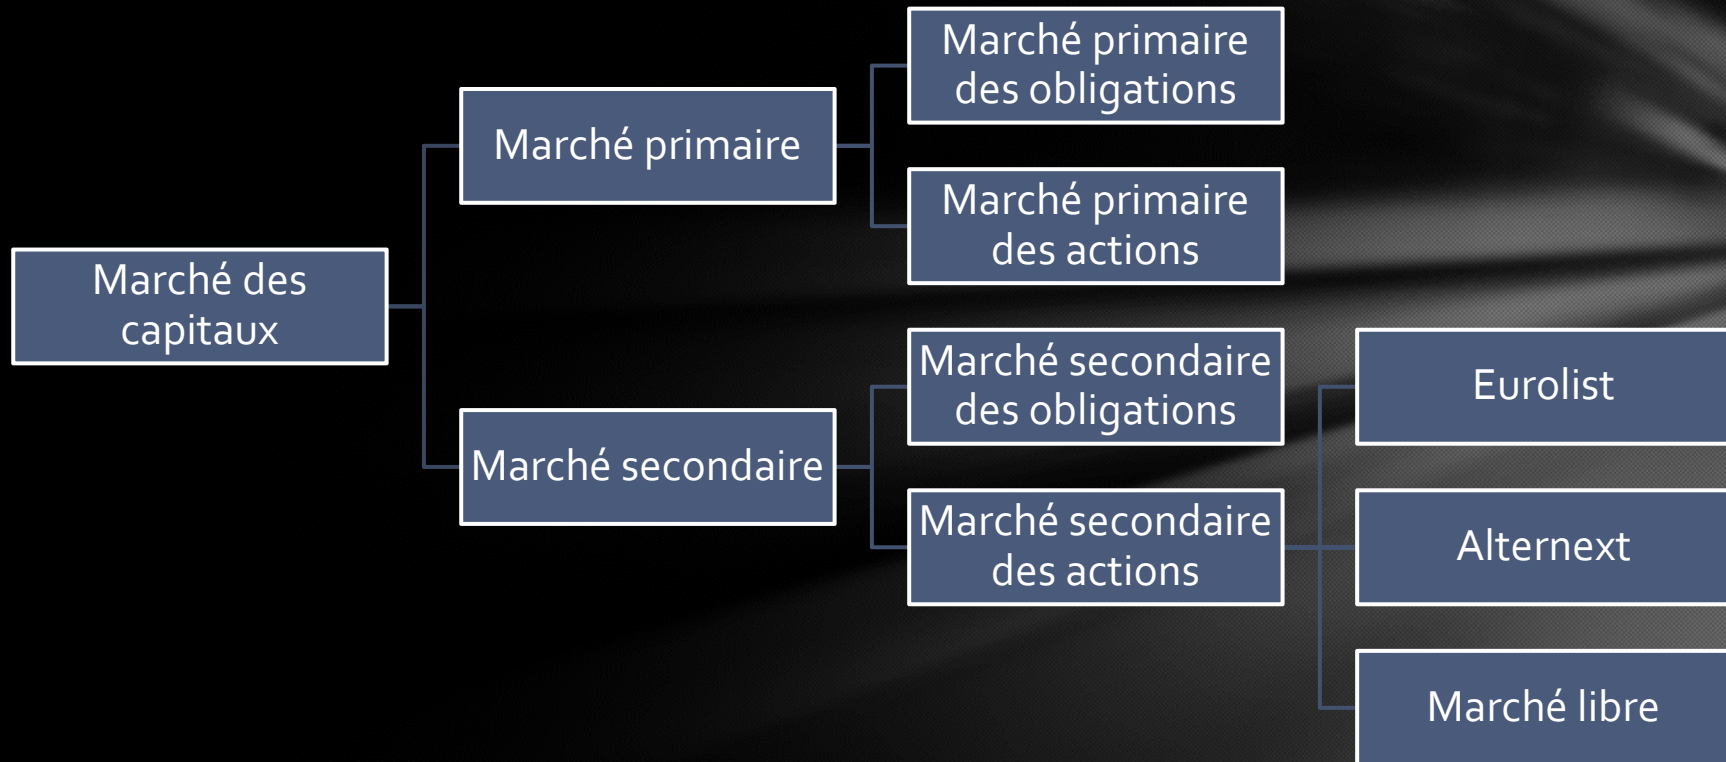 Marché des
capitaux
Marché primaire
Marché primaire
des obligations
Marché primaire
des actions
Marché secondaire
Marché secondaire
des obligations
Marché secondaire
des actions
Eurolist
Alternext
Marché libre